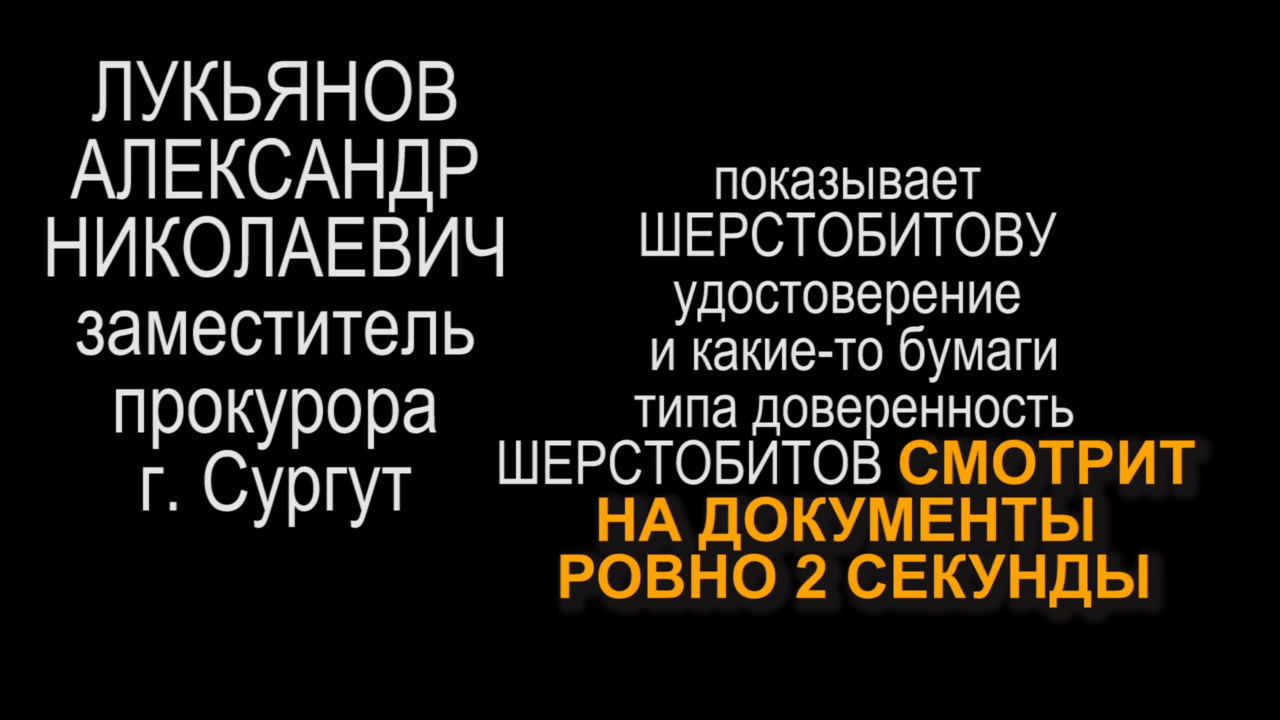 ЛУКЬЯНОВ
АЛЕКСАНДР
НИКОЛАЕВИЧ
заместитель
прокурора
г. Сургут
показывает
ШЕРСТОБИТОВУ
удостоверение
и какие-то бумаги
типа доверенность
ШЕРСТОБИТОВ СМОТРИТ
НА ДОКУМЕНТЫ
РОВНО 2 СЕКУНДЫ